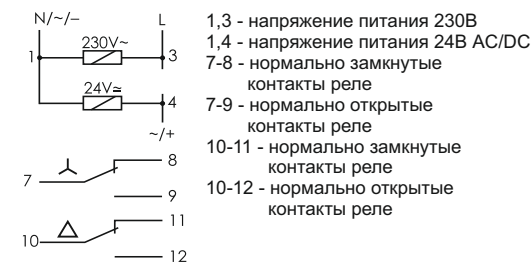 N/~/– L
230V~
1 3
24V≃
4
~/+
7 8
9
10 11
12
1,3 - напряжение питания 230В
1,4 - напряжение питания 24В AC/DC
7-8 - нормально замкнутые
контакты реле
7-9 - нормально открытые
контакты реле
10-11 - нормально замкнутые
контакты реле
10-12 - нормально открытые
контакты реле